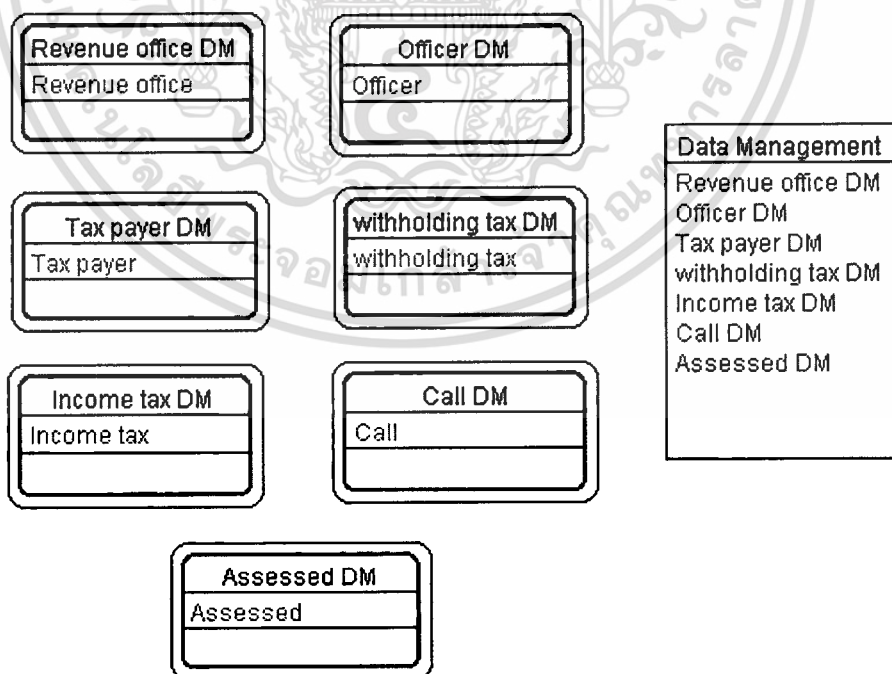 Revenue office DM
Revenue office
Officer DM
Officer
Tax payer DM
Tax payer
withholding tax DM
withholding tax
Income tax DM
Income tax
Call DM
Call
Assessed DM
Assessed
Data Management
Revenue office DM
Officer DM
Tax payer DM
withholding tax DM
Income tax DM
Call DM
Assessed DM